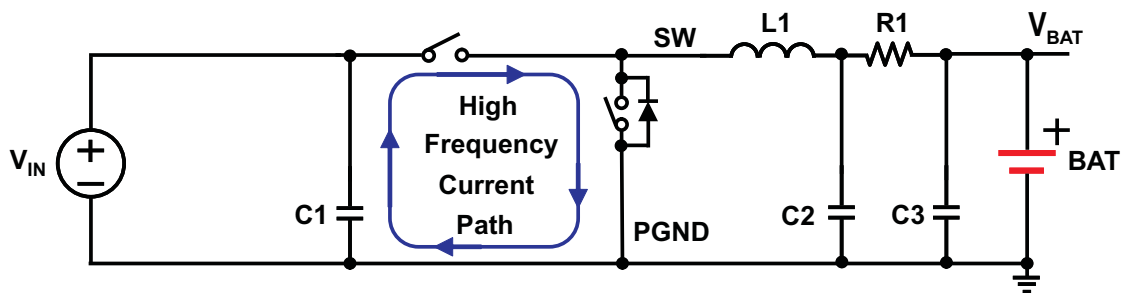 SW
L1
R1
VBAT
High
Frequency
Current
Path
VIN
+
−
C1
PGND
C2
C3
+
BAT